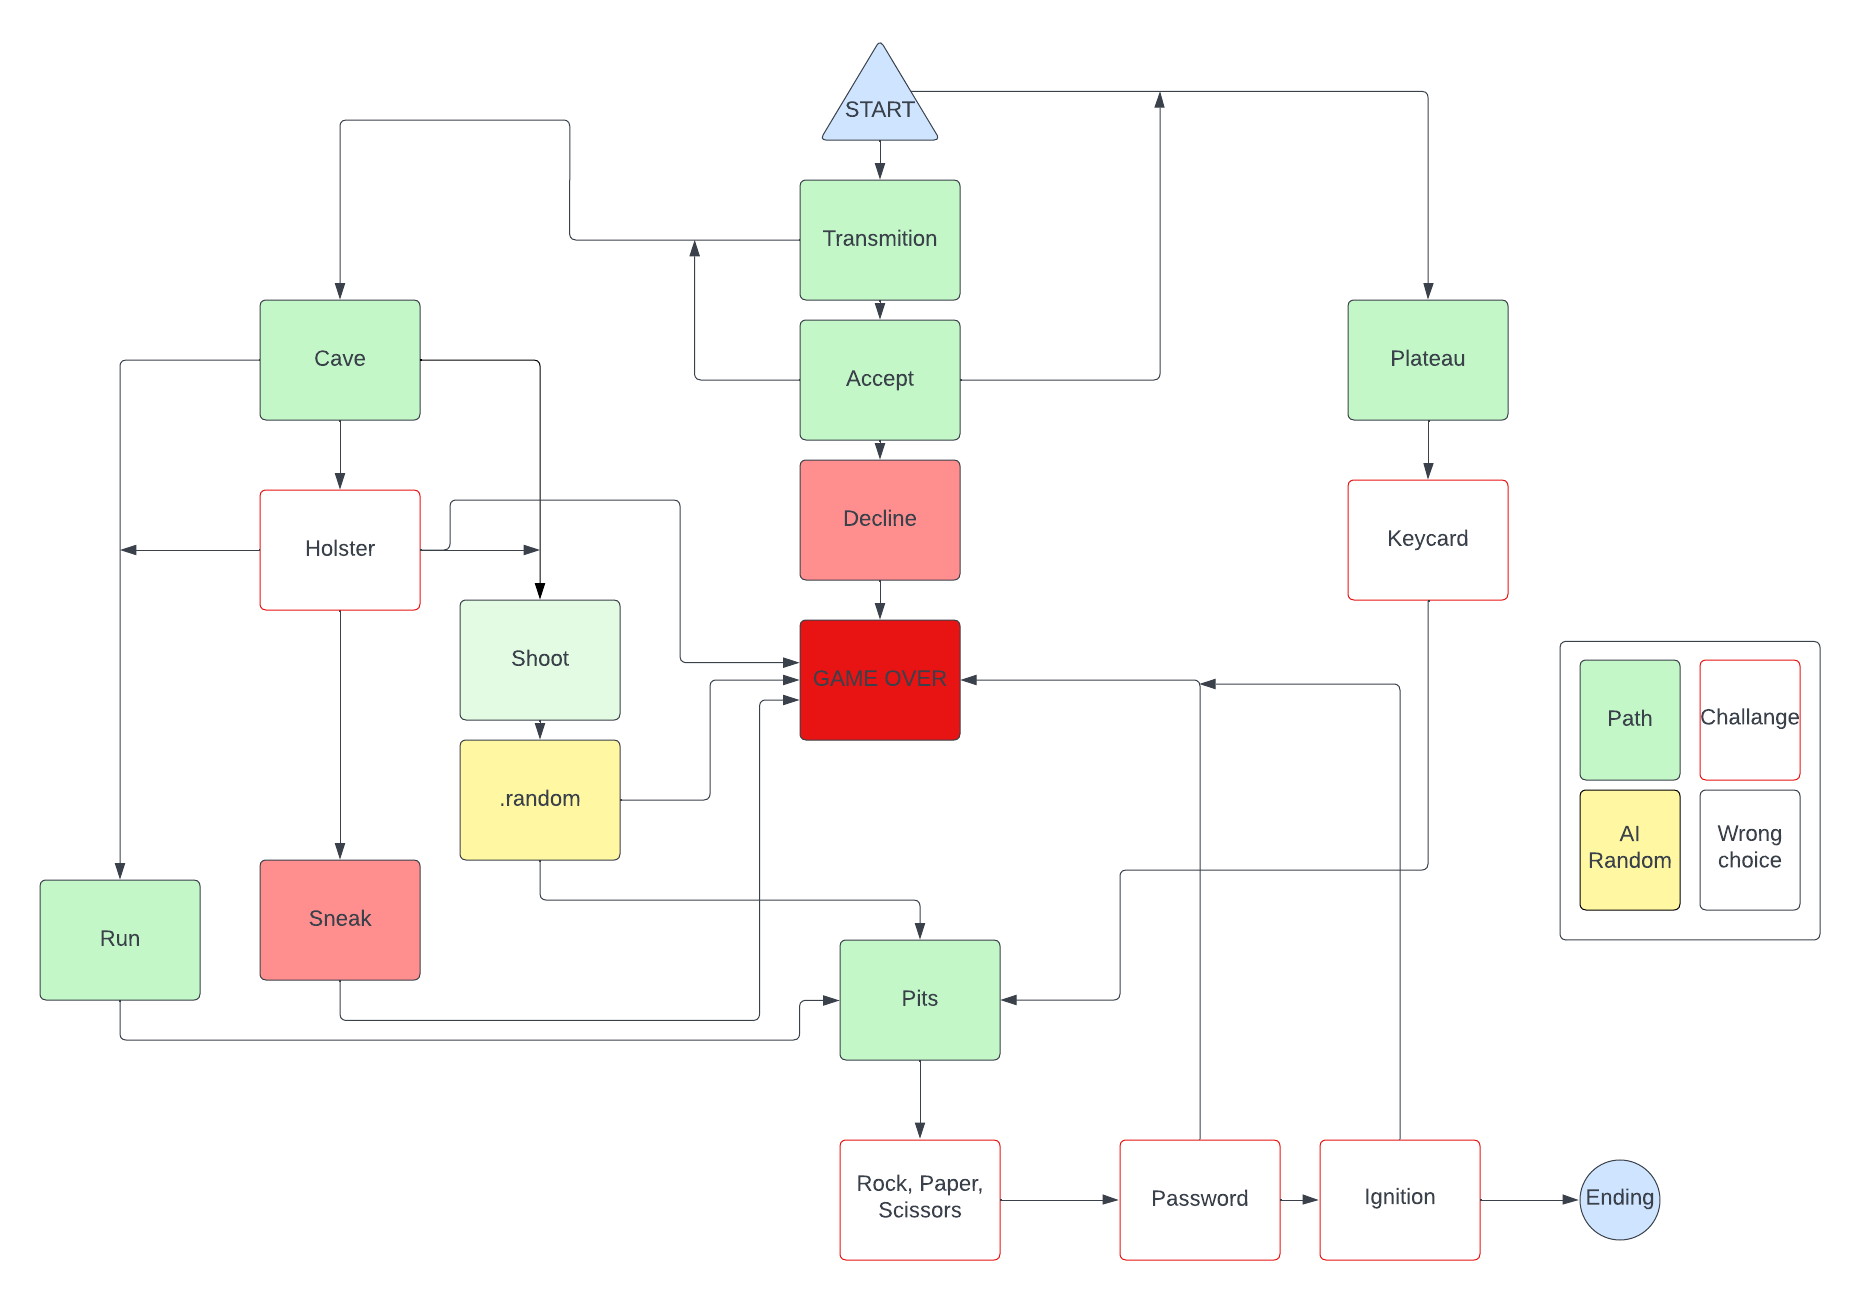 START
Transmition
Cave
Accept
Plateau
Decline
Keycard
Holster
Shoot
GAME OVER
Path
Challange
.random
AI
Random
Wrong
choice
Run
Sneak
Pits
Rock, Paper,
Scissors
Password
Ignition
Ending